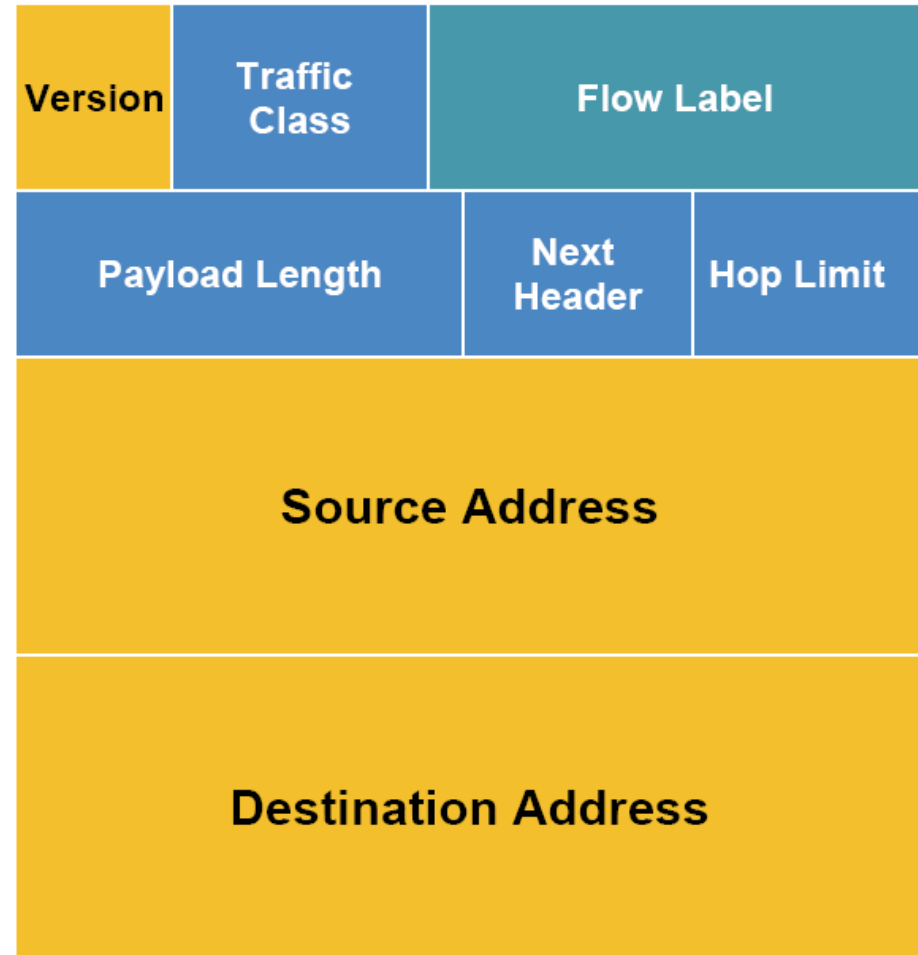 Version
Traffic
Class
Flow Label
Payload Length
Next
Header
Hop Limit
Source Address
Destination Address